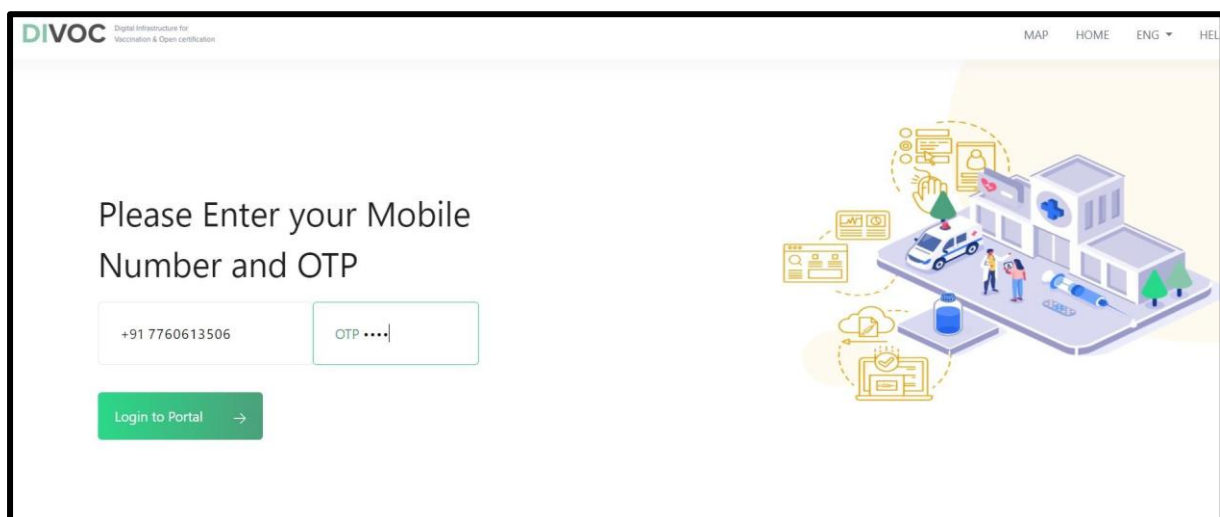 DIVOC
Digital Infrastructure for
Vaccination & Open certification
MAP HOME ENG HEL
Please Enter your Mobile
Number and OTP
+91 7760613506
OTP ••••
Login to Portal →